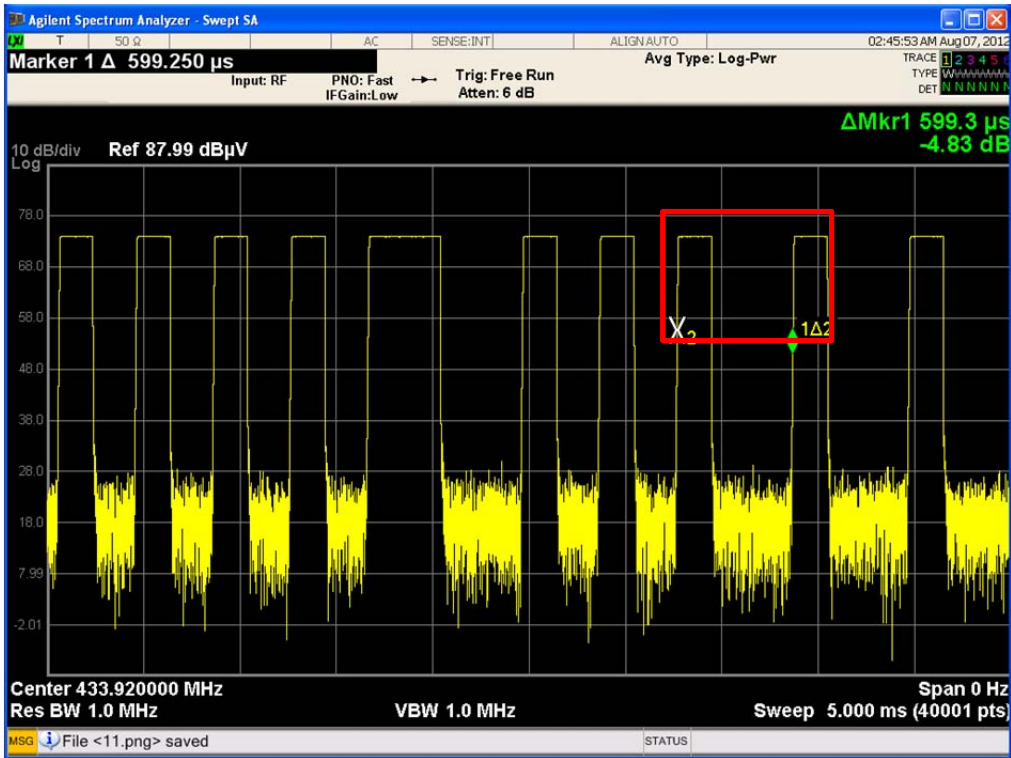 Agilent Spectrum Analyzer - Swept SA
LXI T 50 Ω AC SENSE:INT ALIGNAUTO 02:45:53 AM Aug 07, 2012
Marker 1 Δ 599.250 µs Avg Type: Log-Pwr TRACE 1 2 3 4 5 6
Input: RF PNO: Fast Trig: Free Run TYPE WWWWWW
IFGain:Low Atten: 6 dB DET N N N N N N
ΔMkr1 599.3 µs
10 dB/div Ref 87.99 dBµV -4.83 dB
Log
78.0
68.0
58.0
X2 1Δ2
48.0
38.0
28.0
18.0
7.99
-2.01
Center 433.920000 MHz Span 0 Hz
Res BW 1.0 MHz VBW 1.0 MHz Sweep 5.000 ms (40001 pts)
MSG File <11.png> saved STATUS